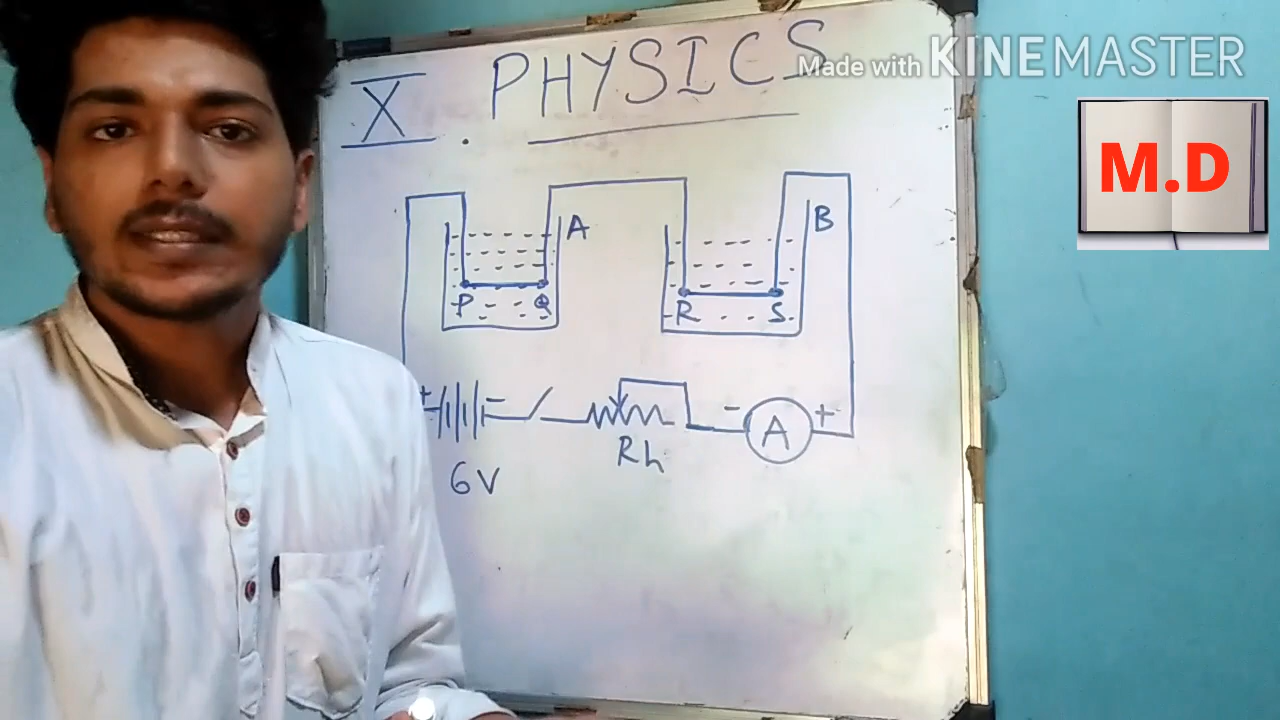 Made with KINEMASTER
X . PHYSICS
M.D
A
B
P Q
R S
+ -
- A +
Rh
6V